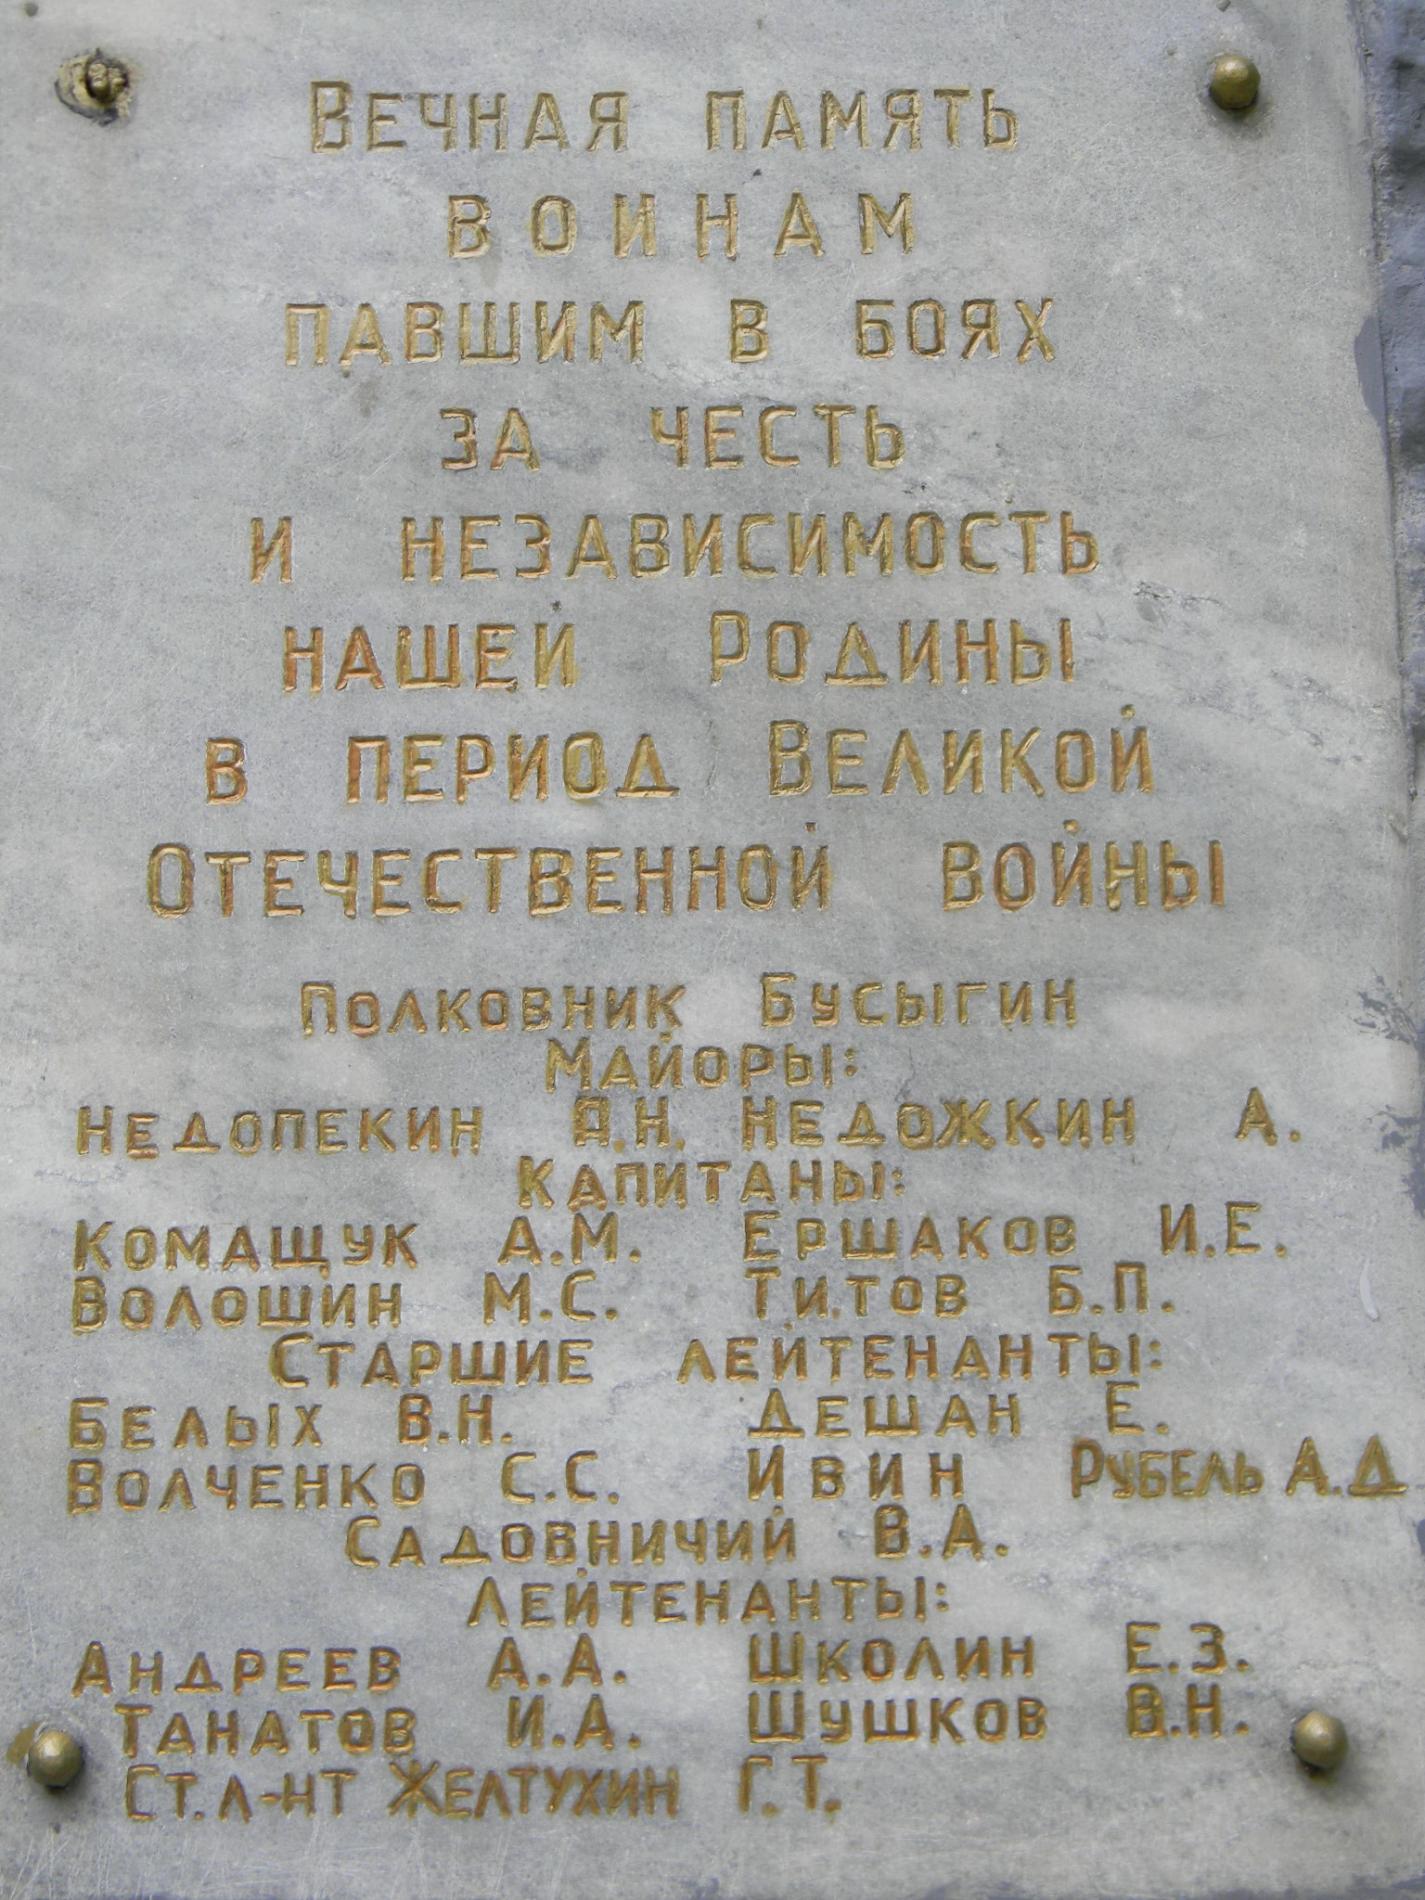 Вечная память
воинам
павшим в боях
за честь
и независимость
нашей Родины
в период Великой
Отечественной войны
Полковник Бусыгин
Майоры:
Недопекин Я.Н. Недожкин А.
Капитаны:
Комащук А.М. Ершаков И.Е.
Волошин М.С. Титов Б.П.
Старшие лейтенанты:
Белых В.Н. Дешан Е.
Волченко С.С. Ивин Рубель А.Д
Садовничий В.А.
Лейтенанты:
Андреев А.А. Школин Е.З.
Танатов И.А. Шушков В.Н.
Ст. л-нт Желтухин Г.Т.